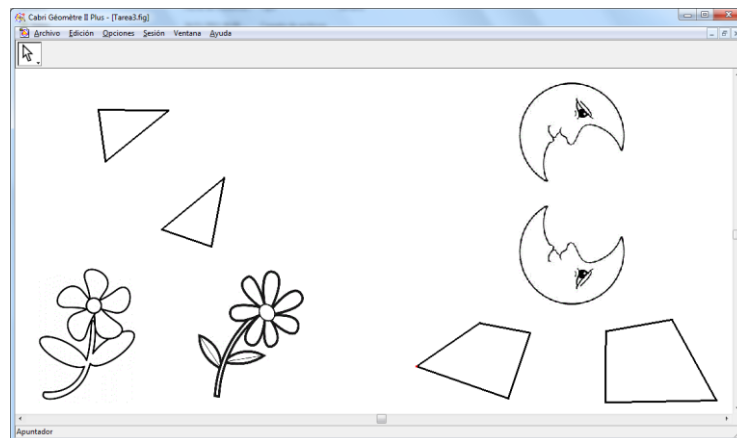 Cabri Géomètre II Plus - [Tarea3.fig]
Archivo Edición Opciones Sesión Ventana Ayuda
Apuntador